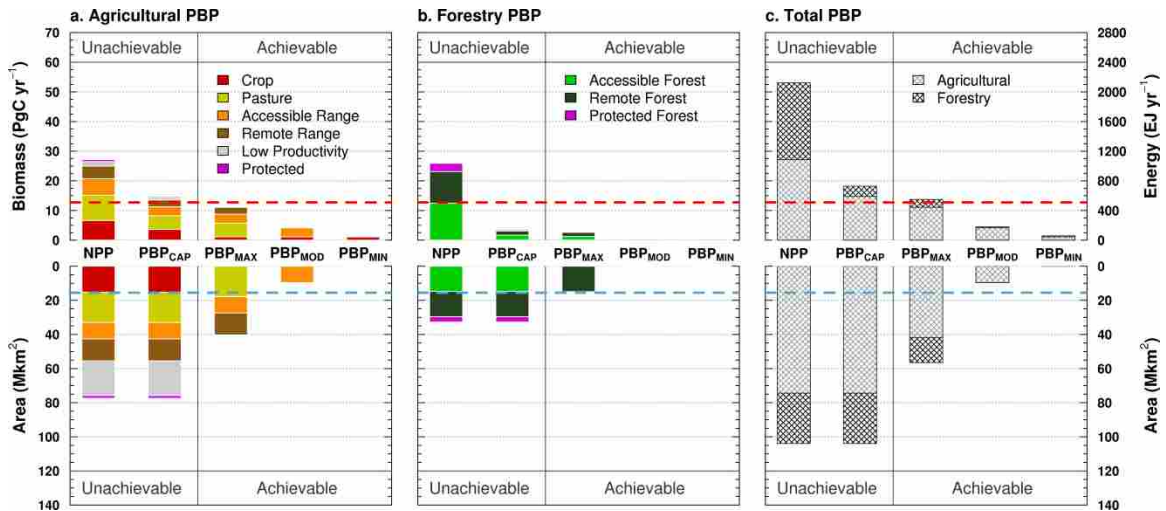 a. Agricultural PBP
b. Forestry PBP
c. Total PBP
Unachievable Achievable
Unachievable Achievable
Unachievable Achievable
70
60
50
40
30
20
10
0
Biomass (PgC yr⁻¹)
2800
2400
2000
1600
1200
800
400
0
Energy (EJ yr⁻¹)
Crop
Pasture
Accessible Range
Remote Range
Low Productivity
Protected
Accessible Forest
Remote Forest
Protected Forest
Agricultural
Forestry
NPP PBP_CAP PBP_MAX PBP_MOD PBP_MIN
NPP PBP_CAP PBP_MAX PBP_MOD PBP_MIN
NPP PBP_CAP PBP_MAX PBP_MOD PBP_MIN
0
20
40
60
80
100
120
140
Area (Mkm²)
0
20
40
60
80
100
120
140
Area (Mkm²)
Unachievable Achievable
Unachievable Achievable
Unachievable Achievable